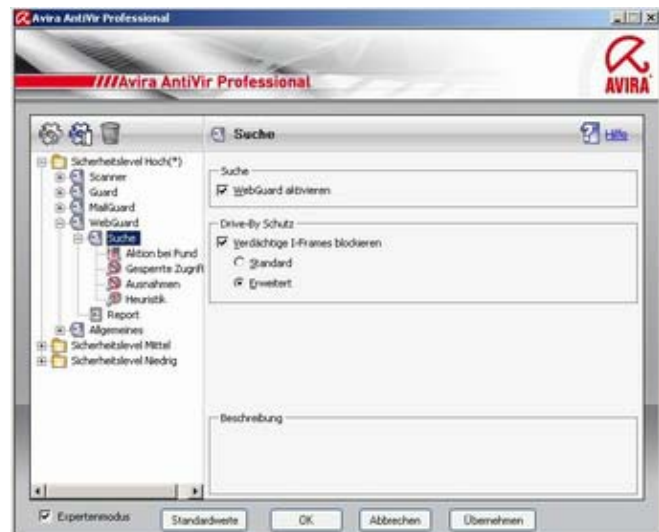 Avira AntiVir Professional
////Avira AntiVir Professional
AVIRA
Suche
Hilfe
Sicherheitslevel Hoch(*)
Scanner
Guard
MailGuard
WebGuard
Suche
Aktion bei Fund
Gesperrte Zugrift
Ausnahmen
Heuristik
Report
Allgemeines
Sicherheitslevel Mittel
Sicherheitslevel Niedrig
Suche
WebGuard aktivieren
Drive-By Schutz
Verdächtige I-Frames blockieren
Standard
Erweitert
Beschreibung
Expertenmodus
Standardwerte
OK
Abbrechen
Übernehmen